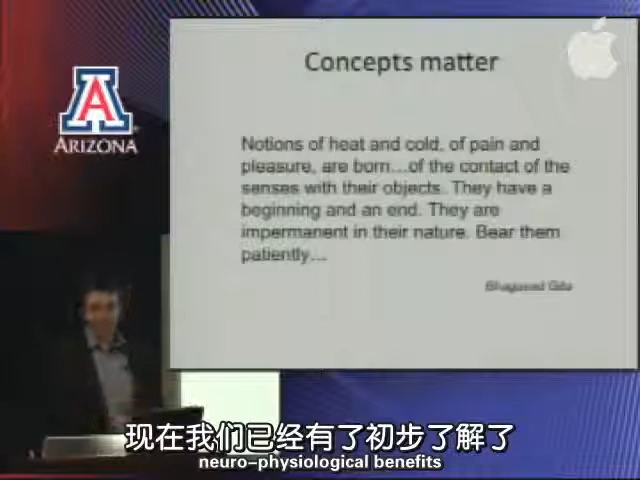 Concepts matter
A
ARIZONA
Notions of heat and cold, of pain and
pleasure, are born...of the contact of the
senses with their objects. They have a
beginning and an end. They are
impermanent in their nature. Bear them
patiently...
Bhagavad Gita
现在我们已经有了初步了解了
neuro-physiological benefits